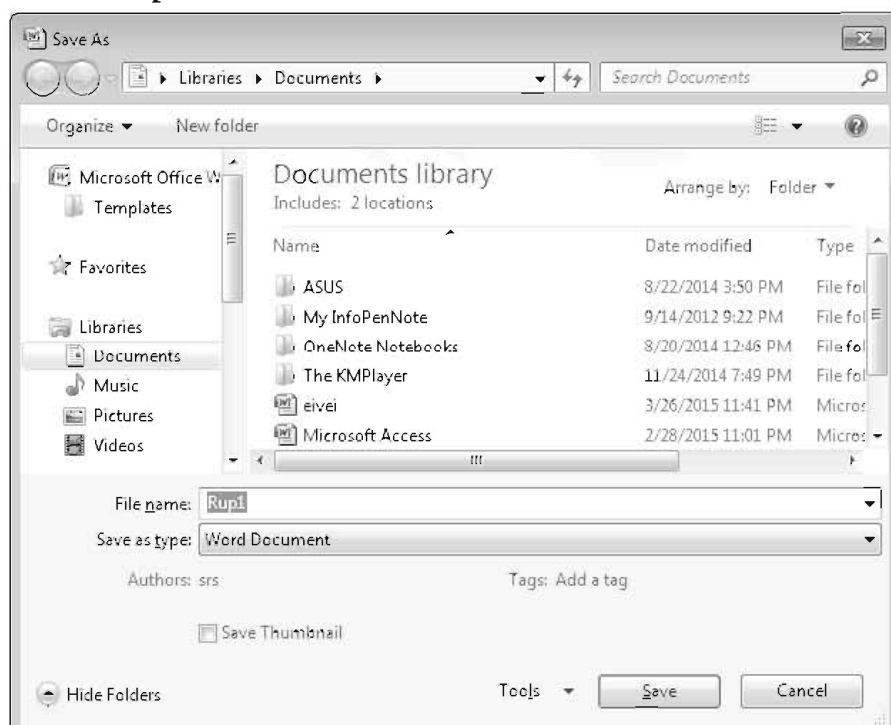 Save As
Libraries Documents
Search Documents
Organize New folder
Microsoft Office W
Templates
Favorites
Libraries
Documents
Music
Pictures
Videos
Documents library
Includes: 2 locations
Arrange by: Folder
Name Date modified Type
ASUS 8/22/2014 3:50 PM File fol
My InfoPenNote 9/14/2012 9:22 PM File fol
OneNote Notebooks 8/20/2014 12:46 PM File fol
The KMPlayer 11/24/2014 7:49 PM File fol
eivei 3/26/2015 11:41 PM Micros
Microsoft Access 2/28/2015 11:01 PM Micros
File name: Rup1
Save as type: Word Document
Authors: srs Tags: Add a tag
Save Thumbnail
Hide Folders Tools Save Cancel